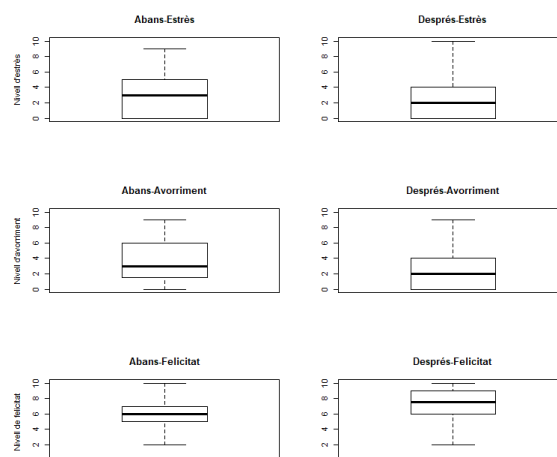 Abans-Estrès
Després-Estrès
Nivell d'estrès
0 2 4 6 8 10
0 2 4 6 8 10
Abans-Avorriment
Després-Avorriment
Nivell d'avorriment
0 2 4 6 8 10
0 2 4 6 8 10
Abans-Felicitat
Després-Felicitat
Nivell de felicitat
2 4 6 8 10
2 4 6 8 10